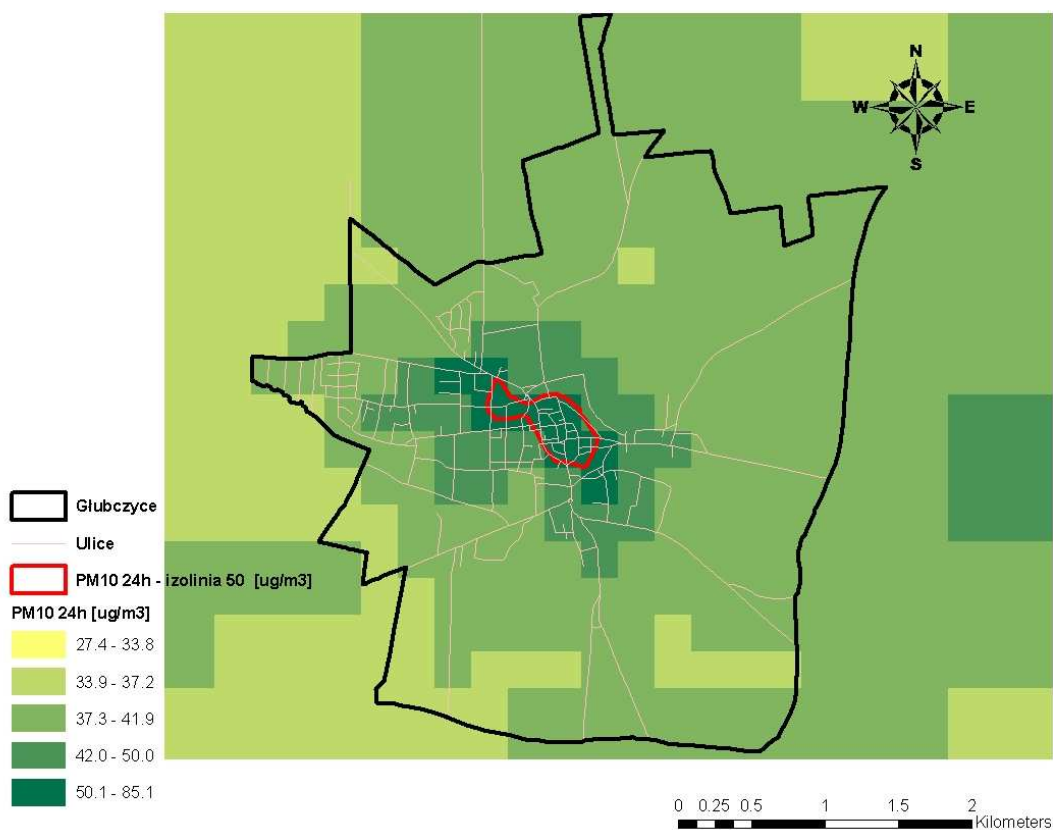 N
W E
S
Głubczyce
Ulice
PM10 24h - izolinia 50 [ug/m3]
PM10 24h [ug/m3]
27.4 - 33.8
33.9 - 37.2
37.3 - 41.9
42.0 - 50.0
50.1 - 85.1
0 0.25 0.5 1 1.5 2
Kilometers